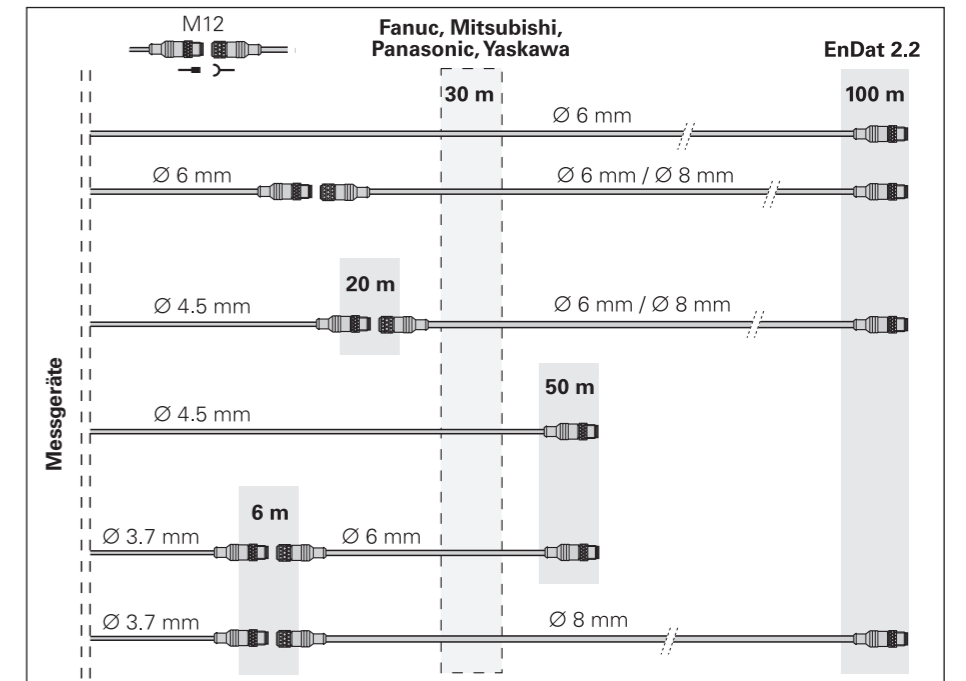 M12
Fanuc, Mitsubishi,
Panasonic, Yaskawa
EnDat 2.2
30 m
100 m
Ø 6 mm
Ø 6 mm
Ø 6 mm / Ø 8 mm
20 m
Ø 4.5 mm
Ø 6 mm / Ø 8 mm
50 m
Ø 4.5 mm
Messgeräte
6 m
Ø 3.7 mm
Ø 6 mm
Ø 3.7 mm
Ø 8 mm